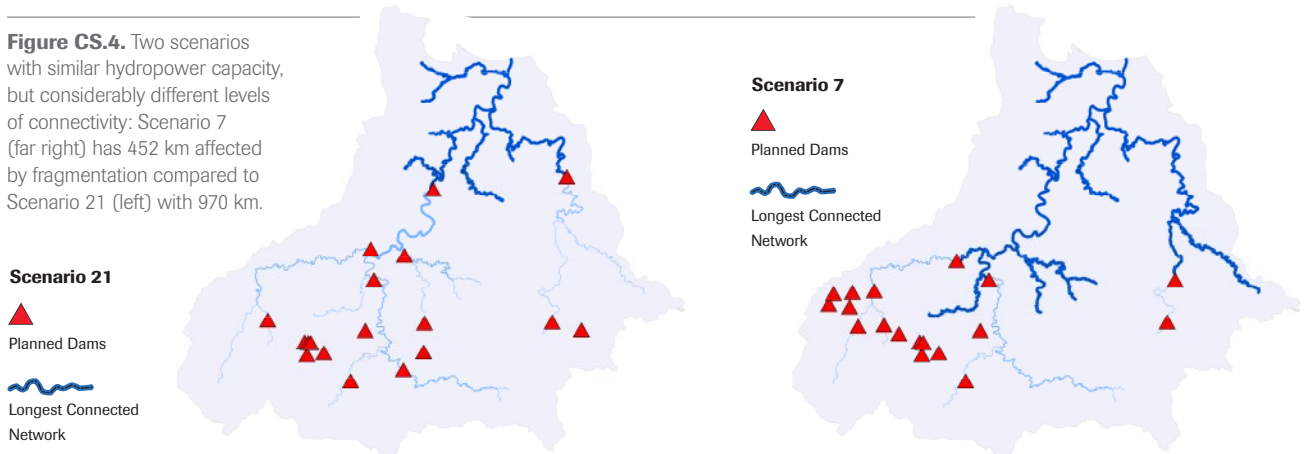 Figure CS.4. Two scenarios
with similar hydropower capacity,
but considerably different levels
of connectivity: Scenario 7
(far right) has 452 km affected
by fragmentation compared to
Scenario 21 (left) with 970 km.
Scenario 21
Planned Dams
Longest Connected
Network
Scenario 7
Planned Dams
Longest Connected
Network